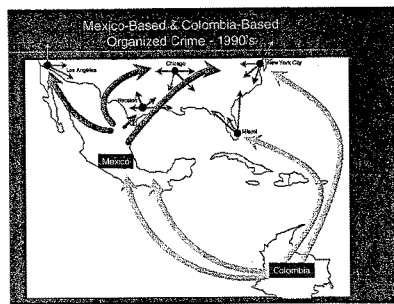 Mexico-Based & Colombia-Based
Organized Crime - 1990's
Los Angeles
Chicago
New York City
Houston
Miami
Mexico
Colombia